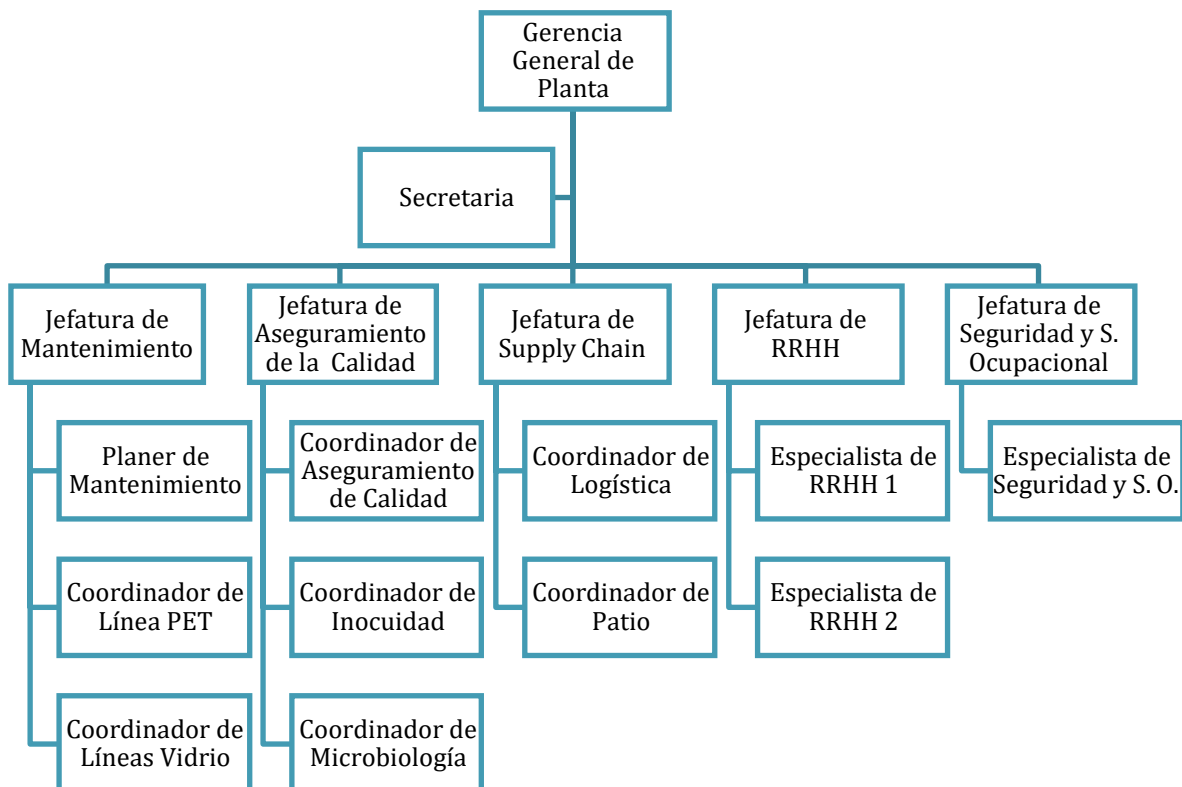 Gerencia
General de
Planta
Secretaria
Jefatura de
Mantenimiento
Jefatura de
Aseguramiento
de la Calidad
Jefatura de
Supply Chain
Jefatura de
RRHH
Jefatura de
Seguridad y S.
Ocupacional
Planer de
Mantenimiento
Coordinador de
Aseguramiento
de Calidad
Coordinador de
Logística
Especialista de
RRHH 1
Especialista de
Seguridad y S. O.
Coordinador de
Línea PET
Coordinador de
Inocuidad
Coordinador de
Patio
Especialista de
RRHH 2
Coordinador de
Líneas Vidrio
Coordinador de
Microbiología